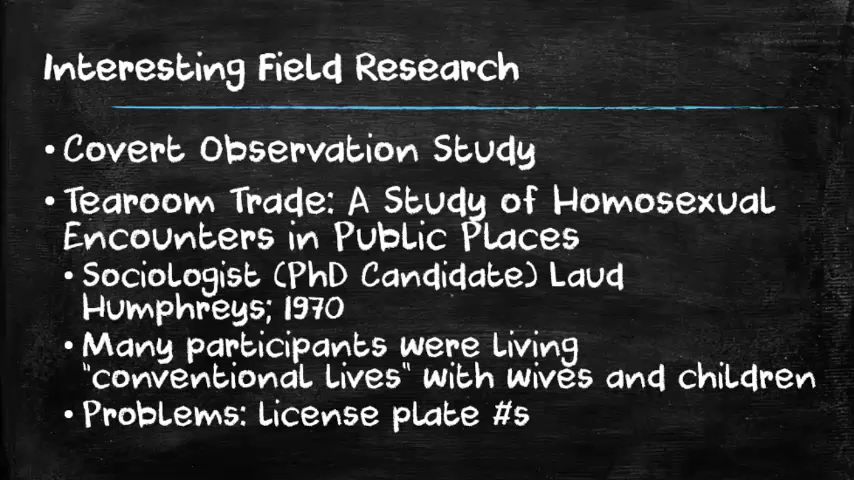 Interesting Field Research
• Covert Observation Study
• Tearoom Trade: A Study of Homosexual
Encounters in Public Places
• Sociologist (PhD Candidate) Laud
Humphreys; 1970
• Many participants were living
"conventional lives" with wives and children
• Problems: License plate #s